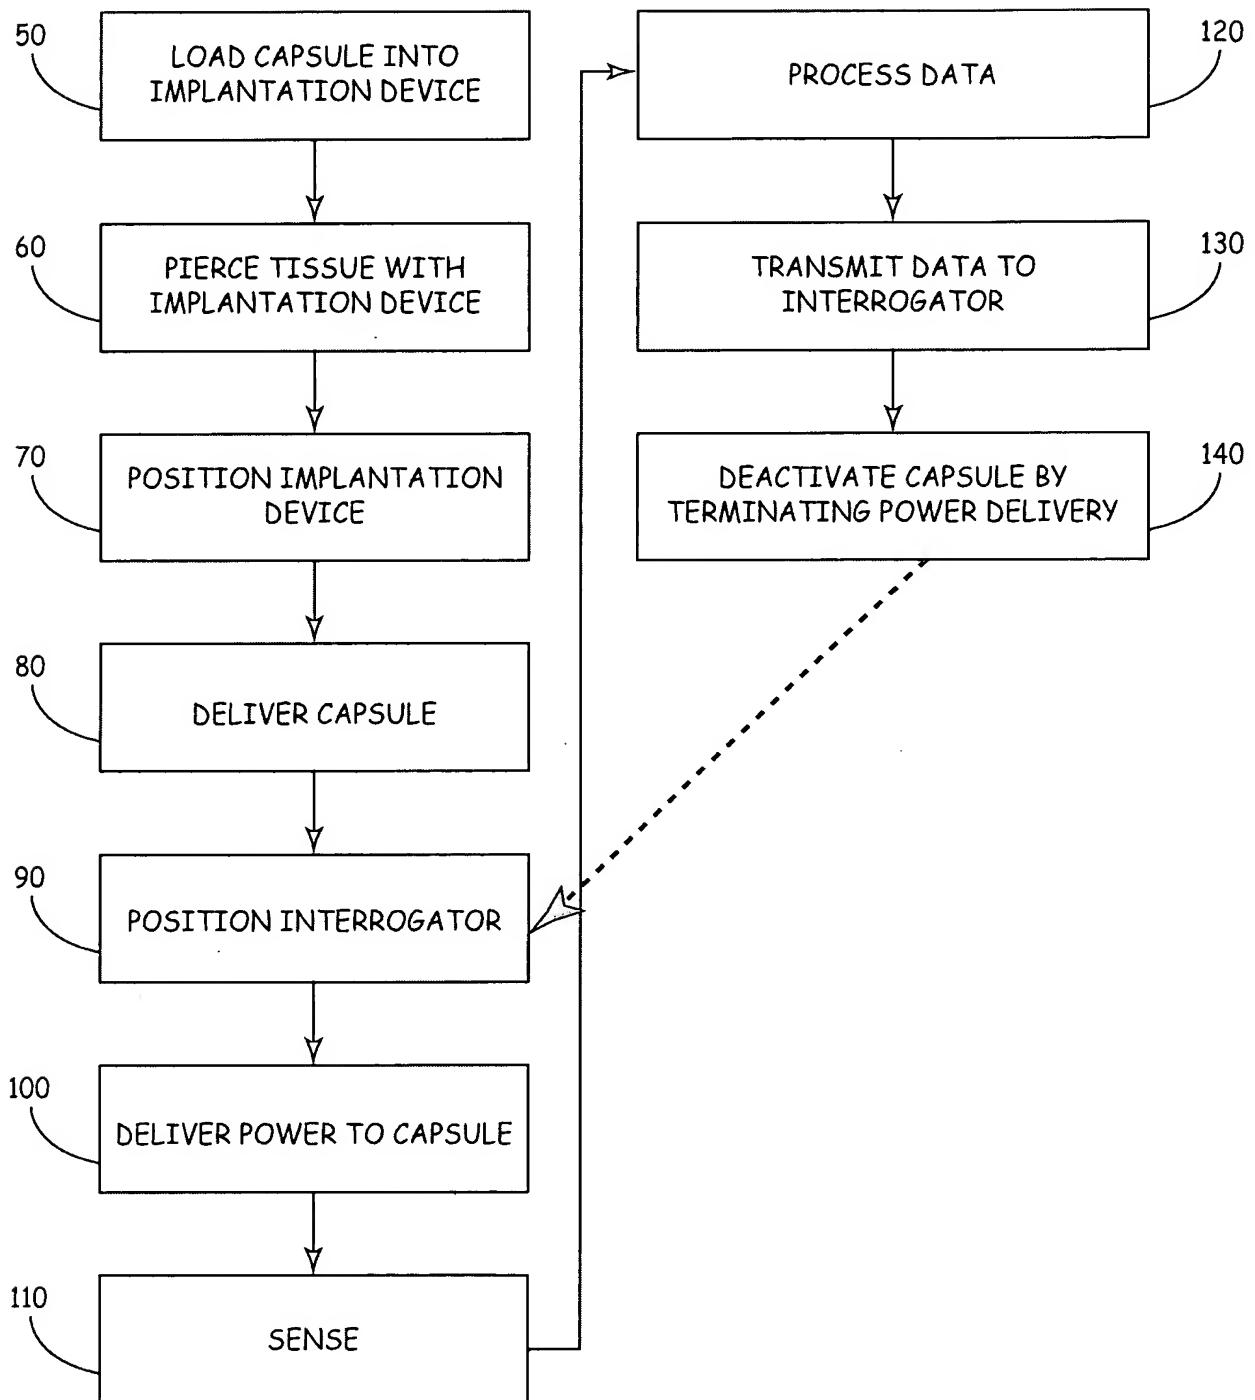 50
LOAD CAPSULE INTO
IMPLANTATION DEVICE
60
PIERCE TISSUE WITH
IMPLANTATION DEVICE
70
POSITION IMPLANTATION
DEVICE
80
DELIVER CAPSULE
90
POSITION INTERROGATOR
100
DELIVER POWER TO CAPSULE
110
SENSE
120
PROCESS DATA
130
TRANSMIT DATA TO
INTERROGATOR
140
DEACTIVATE CAPSULE BY
TERMINATING POWER DELIVERY